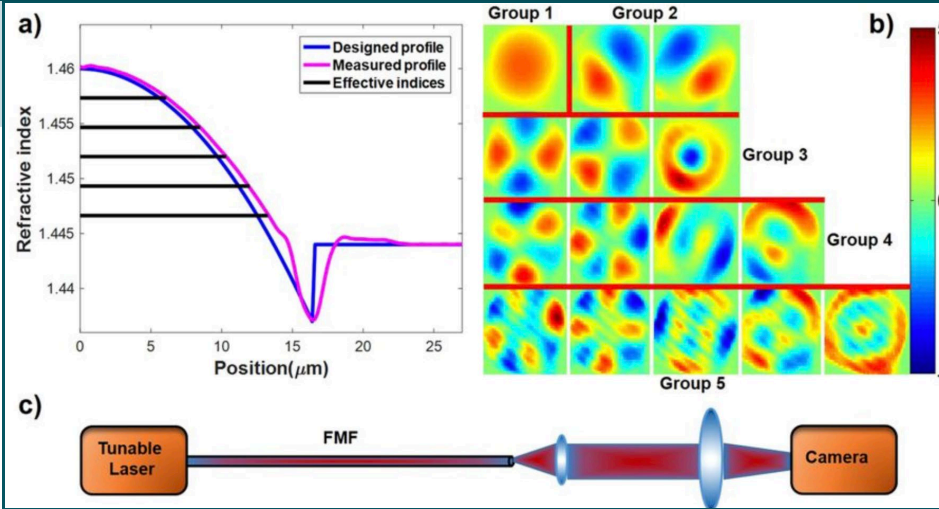 a)
Designed profile
Measured profile
Effective indices
1.46
1.455
1.45
1.445
1.44
Refractive index
0
5
10
15
20
25
Position(μm)
Group 1
Group 2
b)
Group 3
Group 4
Group 5
c)
Tunable
Laser
FMF
Camera